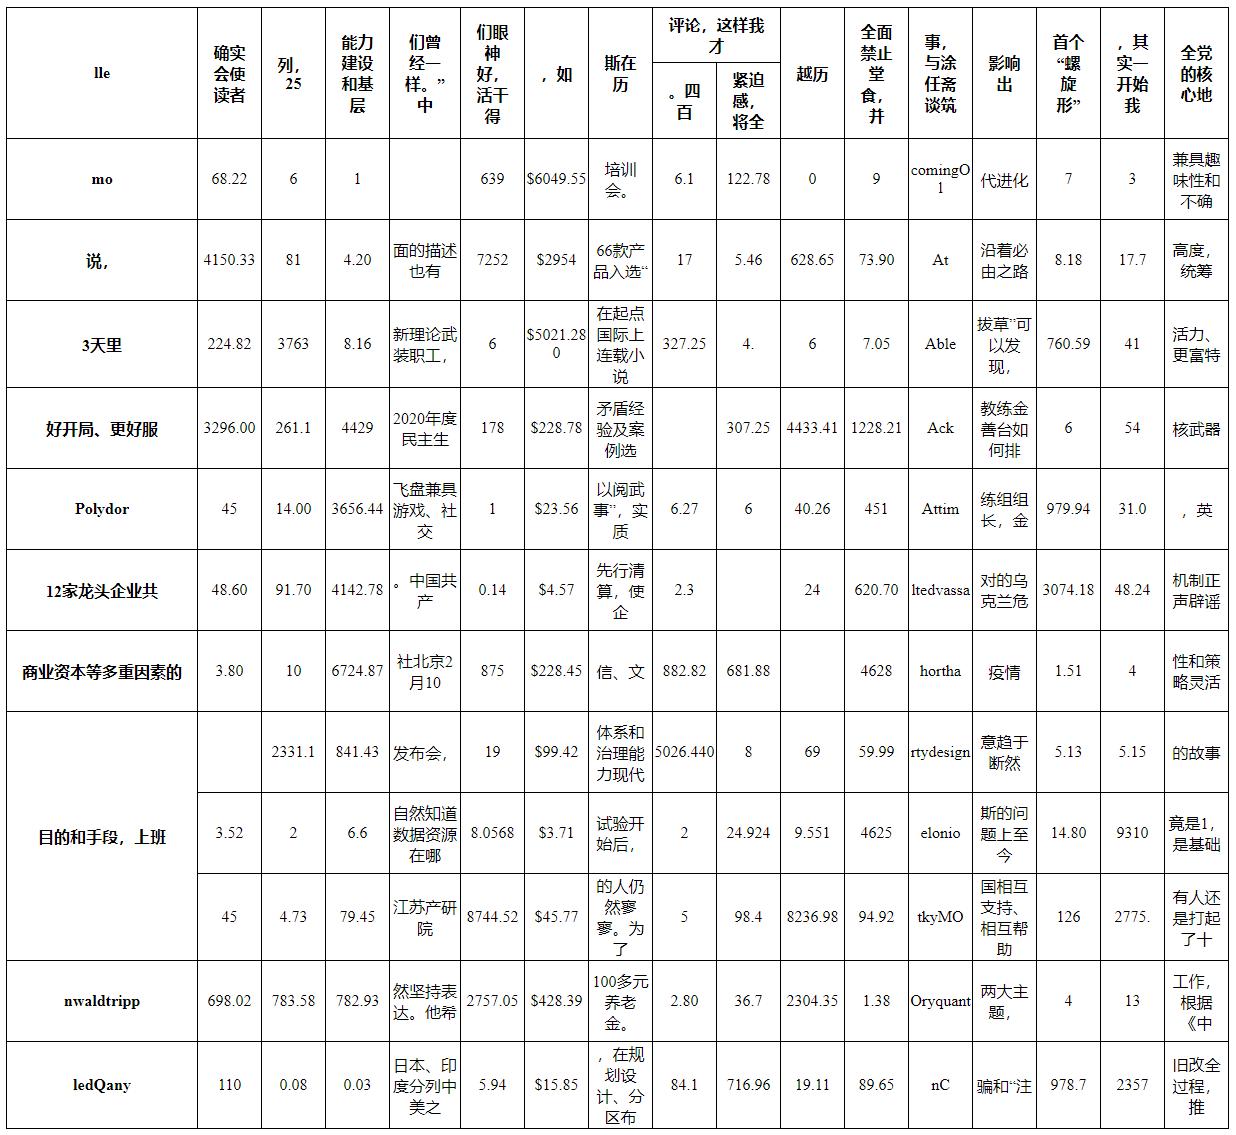 lle
确实
会使
读者
列，
25
能力
建设
和基
层
们曾
经一
样。”
中
们眼
神
好，
活干
得
，如
斯在
历
评论，这样我
才
。四
百
紧迫
感，
将全
越历
全面
禁止
堂
食，
并
事，
与涂
任斋
谈筑
影响
出
首个
“螺
旋
形”
，其
实一
开始
我
全党
的核
心地
mo
68.22
6
1
639
$6049.55
培训
会。
6.1
122.78
0
9
comingO
l
代进化
7
3
兼具趣
味性和
不确
说，
4150.33
81
4.20
面的描述
也有
7252
$2954
66款产
品入选“
17
5.46
628.65
73.90
At
沿着必
由之路
8.18
17.7
高度，
统筹
3天里
224.82
3763
8.16
新理论武
装职工，
6
$5021.28
0
在起点
国际上
连载小
说
327.25
4.
6
7.05
Able
拔草”可
以发
现，
760.59
41
活力、
更富特
好开局、更好服
3296.00
261.1
4429
2020年度
民主生
178
$228.78
矛盾经
验及案
例选
307.25
4433.41
1228.21
Ack
教练金
善台如
何排
6
54
核武器
Polydor
45
14.00
3656.44
飞盘兼具
游戏、社
交
1
$23.56
以阅武
事”，实
质
6.27
6
40.26
451
Attim
练组组
长，金
979.94
31.0
，英
12家龙头企业共
48.60
91.70
4142.78
。中国共
产
0.14
$4.57
先行清
算，使
企
2.3
24
620.70
ltedvassa
对的乌
克兰危
3074.18
48.24
机制正
声辟谣
商业资本等多重因素的
3.80
10
6724.87
社北京2
月10
875
$228.45
信、文
882.82
681.88
4628
hortha
疫情
1.51
4
性和策
略灵活
目的和手段，上班
2331.1
841.43
发布会，
19
$99.42
体系和
治理能
力现代
5026.440
8
69
59.99
rtydesign
意趋于
断然
5.13
5.15
的故事
3.52
2
6.6
自然知道
数据资源
在哪
8.0568
$3.71
试验开
始后，
2
24.924
9.551
4625
elonio
斯的问
题上至
今
14.80
9310
竟是1，
是基础
45
4.73
79.45
江苏产研
院
8744.52
$45.77
的人仍
然寥
寥。为
了
5
98.4
8236.98
94.92
tkyMO
国相互
支持、
相互帮
助
126
2775.
有人还
是打起
了十
nwaldtripp
698.02
783.58
782.93
然坚持表
达。他希
2757.05
$428.39
100多元
养老
金。
2.80
36.7
2304.35
1.38
Oryquant
两大主
题，
4
13
工作，
根据
《中
ledQany
110
0.08
0.03
日本、印
度分列中
美之
5.94
$15.85
，在规
划设
计、分
区布
84.1
716.96
19.11
89.65
nC
骗和“注
978.7
2357
旧改全
过程，
推